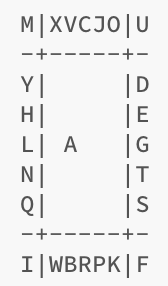 M|XVCJO|U
-+-----+-
Y|     |D
H|     |E
L| A   |G
N|     |T
Q|     |S
-+-----+-
I|WBRPK|F